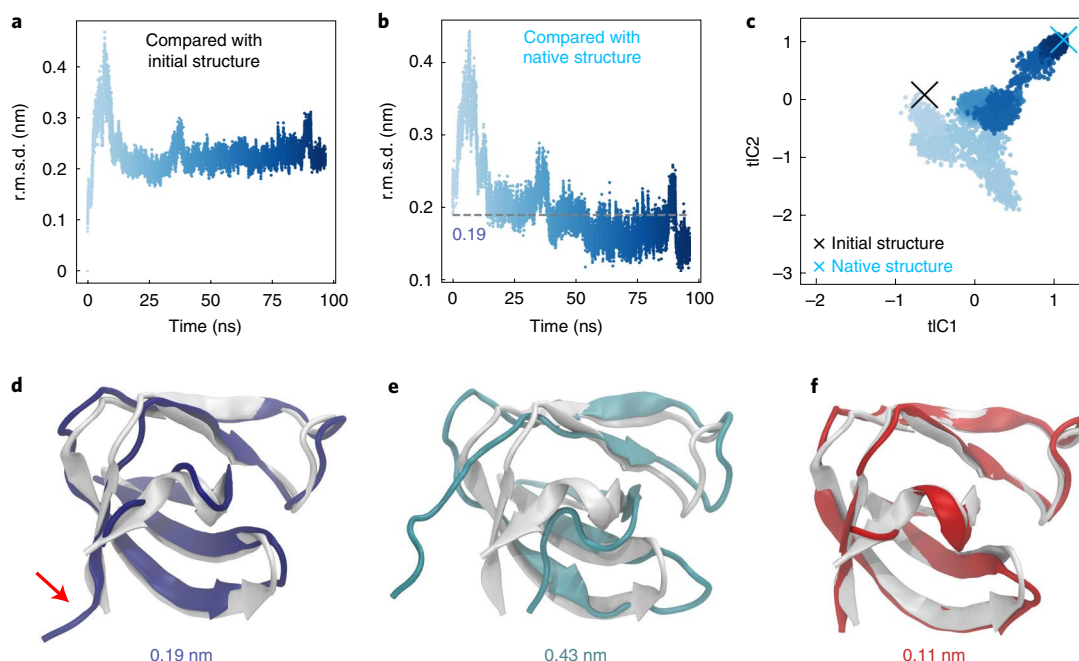 a
Compared with
initial structure
r.m.s.d. (nm)
0.5
0.4
0.3
0.2
0.1
0
0
25
50
75
100
Time (ns)
b
Compared with
native structure
r.m.s.d. (nm)
0.4
0.3
0.2
0.1
0.19
0
25
50
75
100
Time (ns)
c
tIC2
1
0
–1
–2
–3
× Initial structure
× Native structure
–2
–1
0
1
tIC1
d
0.19 nm
e
0.43 nm
f
0.11 nm